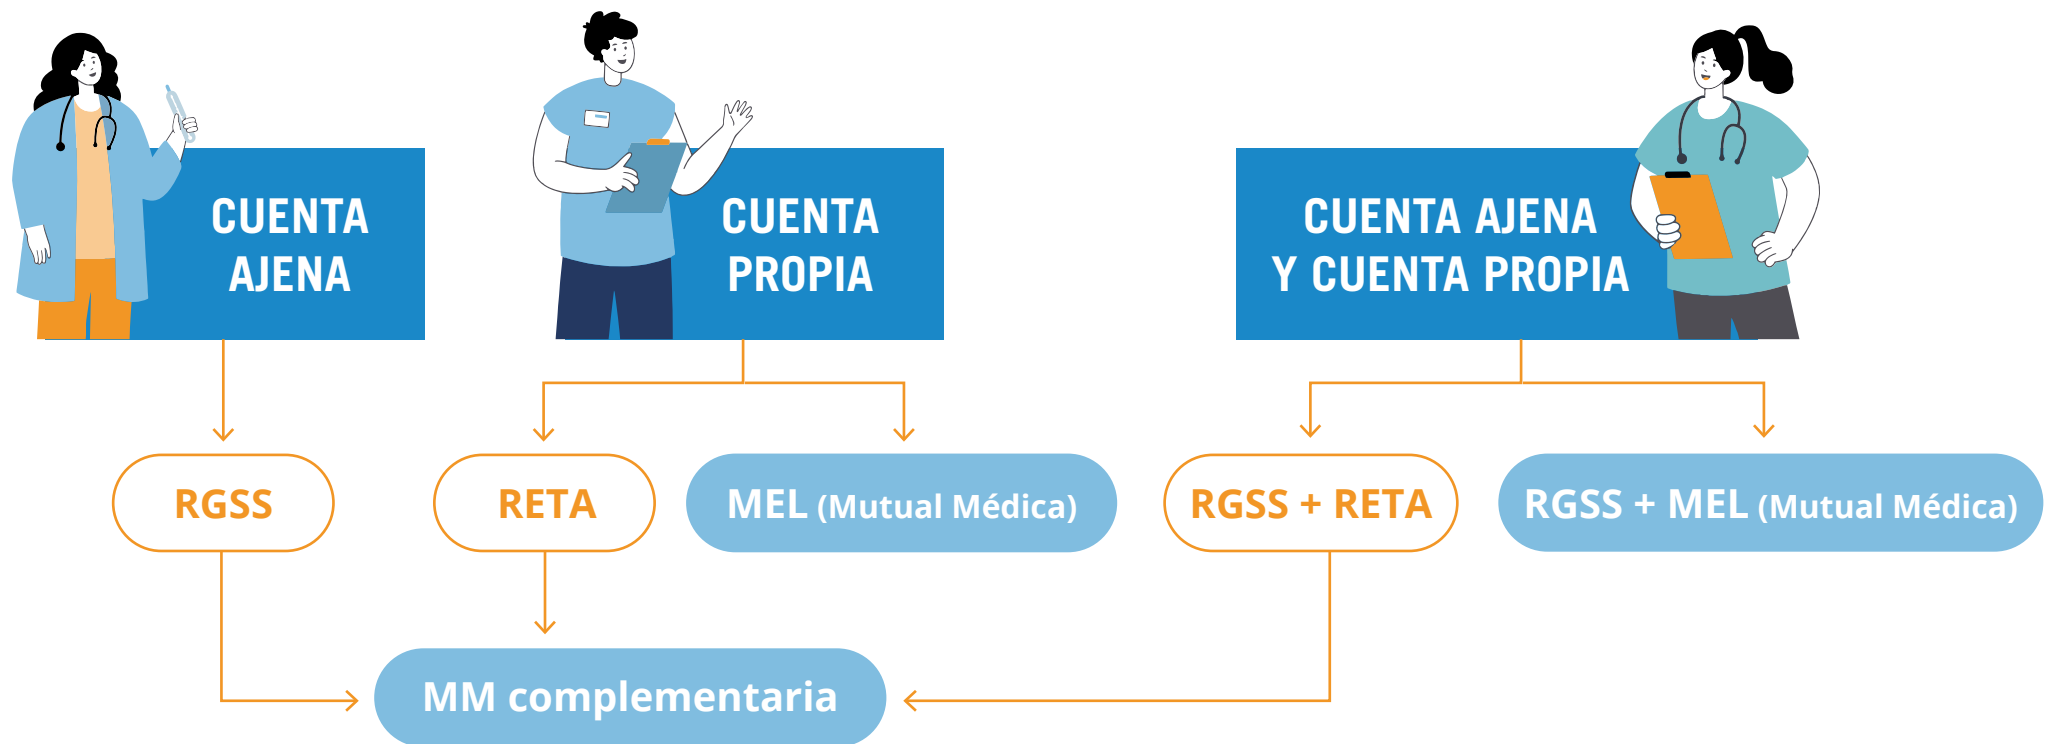 CUENTA
AJENA
CUENTA
PROPIA
CUENTA AJENA
Y CUENTA PROPIA
RGSS
RETA
MEL (Mutual Médica)
RGSS + RETA
RGSS + MEL (Mutual Médica)
MM complementaria